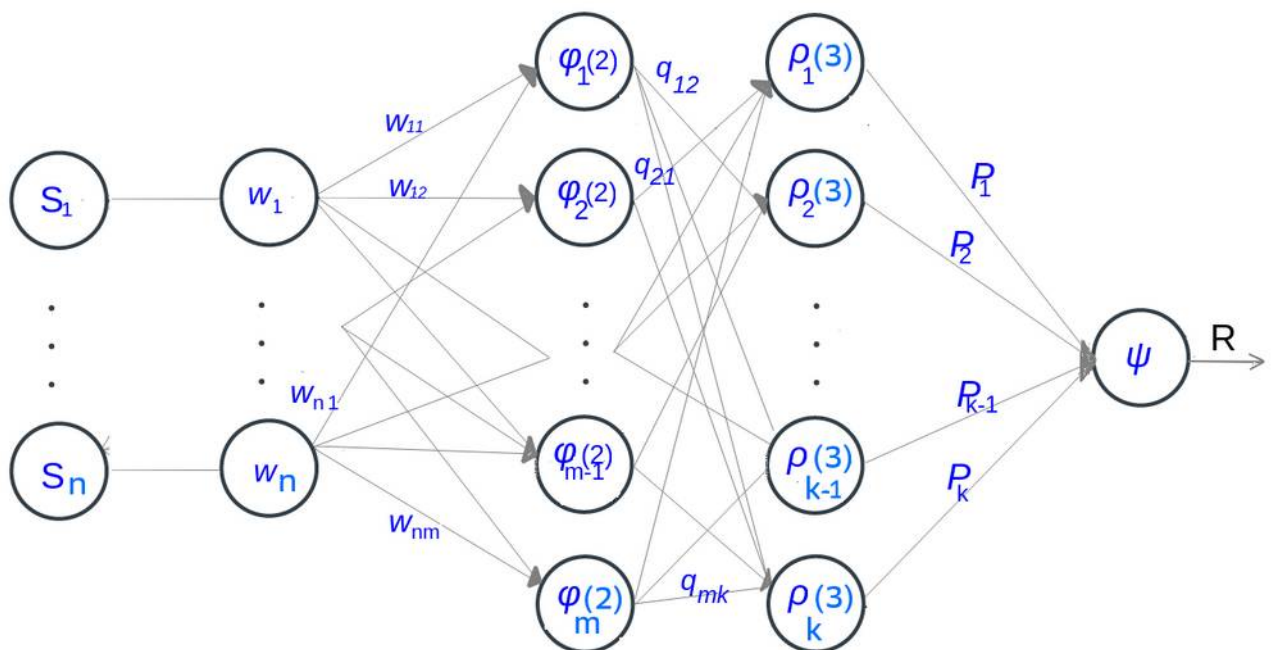 φ₁(2)
ρ₁(3)
q₁₂
w₁₁
S₁
w₁
w₁₂
φ₂(2)
q₂₁
ρ₂(3)
P₁
P₂
ψ
R
wₙ₁
Pₖ₋₁
Sₙ
wₙ
φₘ₋₁(2)
ρₖ₋₁(3)
Pₖ
wₙₘ
φₘ(2)
qₘₖ
ρₖ(3)